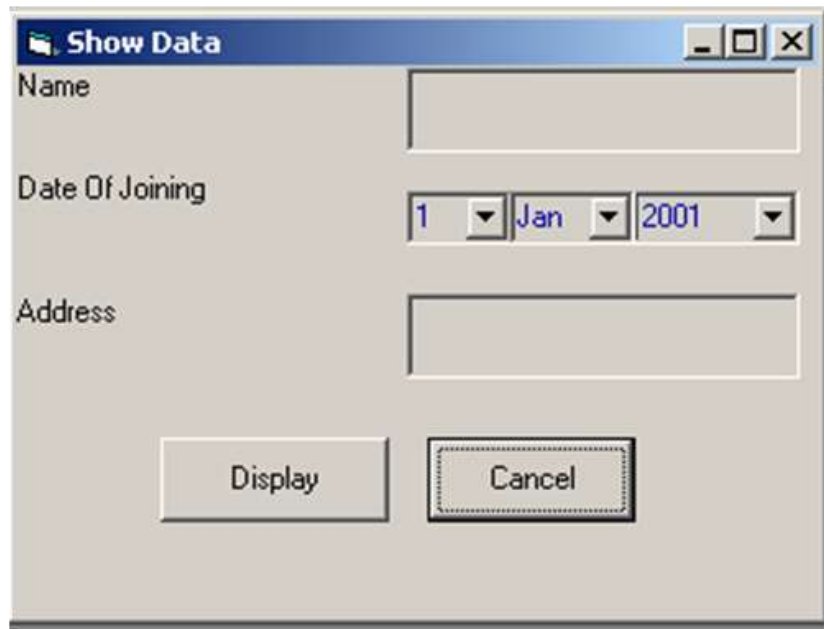 Show Data
Name
Date Of Joining
1 Jan 2001
Address
Display Cancel